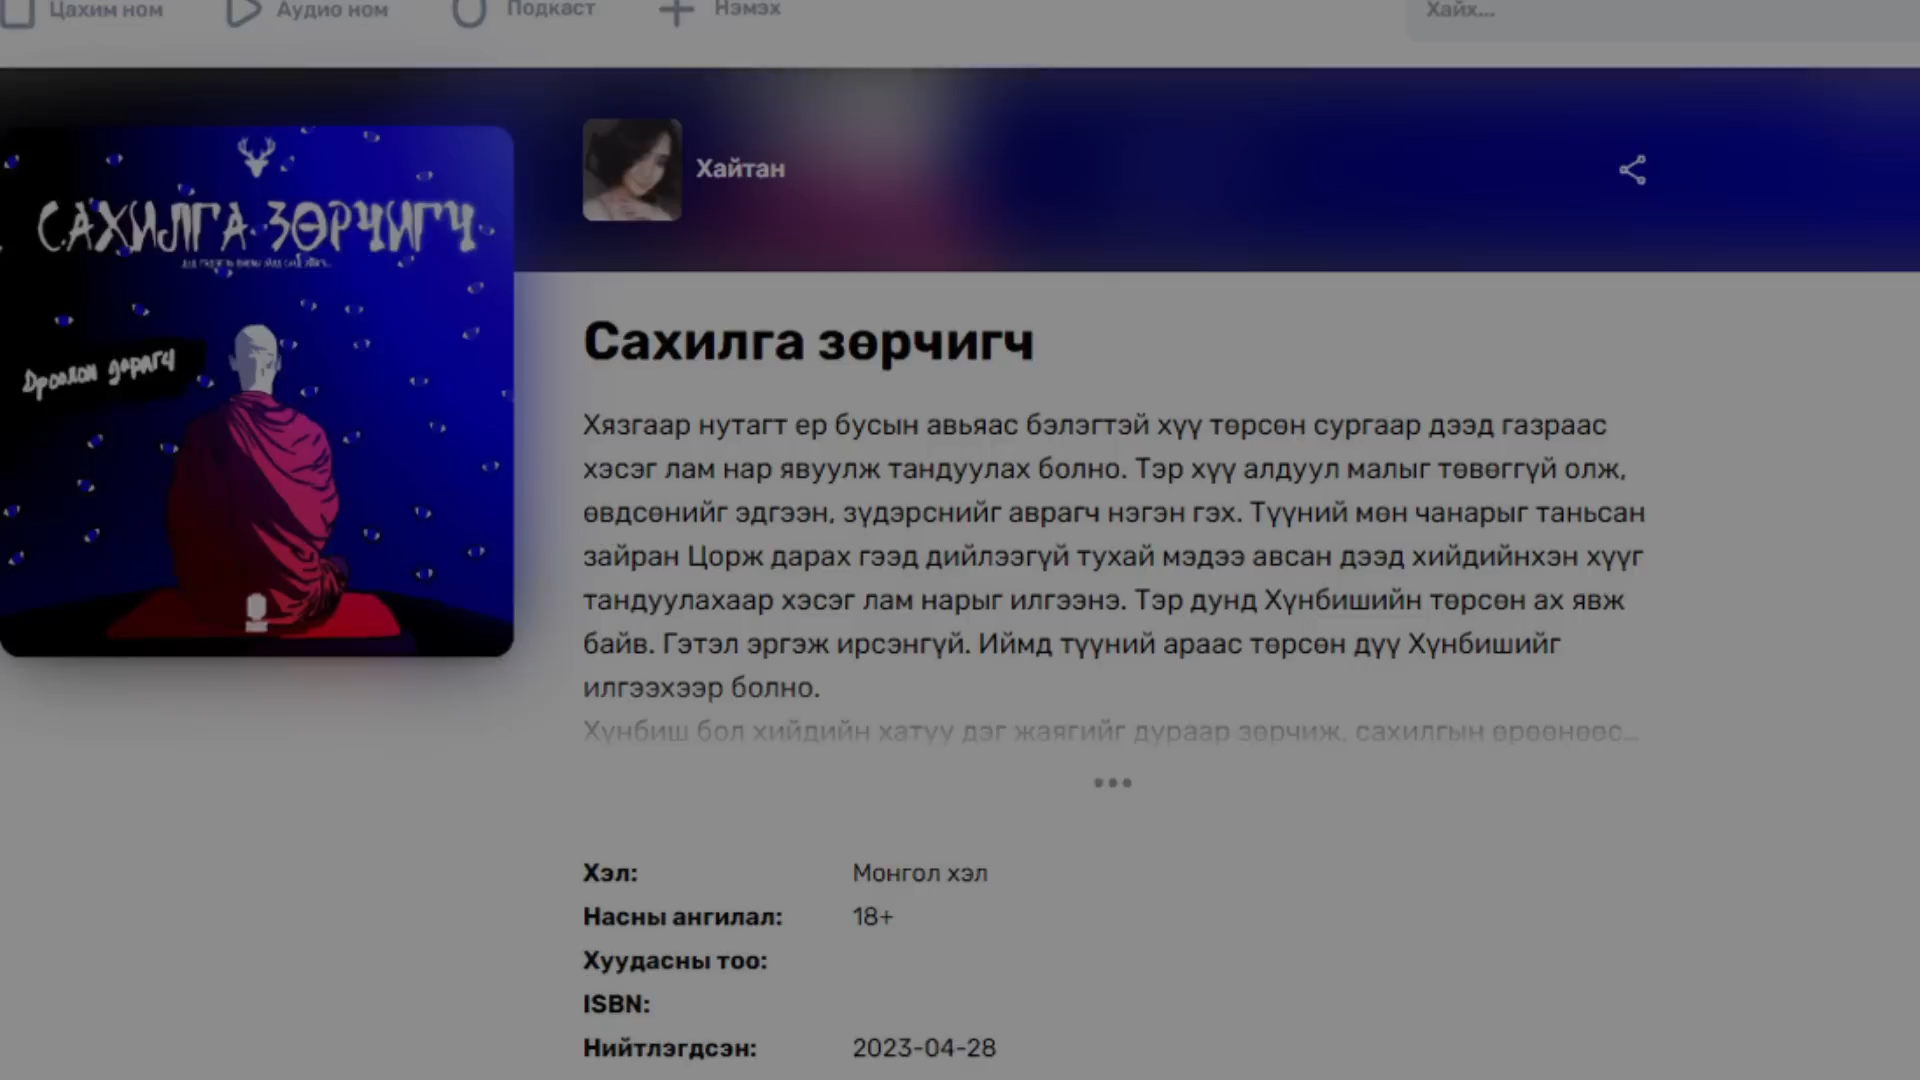 Цахим ном
Аудио ном
Подкаст
Нэмэх
Хайх...
Хайтан
САХИЛГА ЗӨРЧИГЧ
Дроолон дарагч
Сахилга зөрчигч
Хязгаар нутагт ер бусын авьяас бэлэгтэй хүү төрсөн сургаар дээд газраас
хэсэг лам нар явуулж тандуулах болно. Тэр хүү алдуул малыг төвөггүй олж,
өвдсөнийг эдгээн, зүдэрснийг аврагч нэгэн гэх. Түүний мөн чанарыг таньсан
зайран Цорж дарах гээд дийлээгүй тухай мэдээ авсан дээд хийдийнхэн хүүг
тандуулахаар хэсэг лам нарыг илгээнэ. Тэр дунд Хүнбишийн төрсөн ах явж
байв. Гэтэл эргэж ирсэнгүй. Иймд түүний араас төрсөн дүү Хүнбишийг
илгээхээр болно.
Хүнбиш бол хийдийн хатуу дэг жаягийг дураар зөрчиж, сахилгын өрөөнөөс...
Хэл: Монгол хэл
Насны ангилал: 18+
Хуудасны тоо:
ISBN:
Нийтлэгдсэн: 2023-04-28